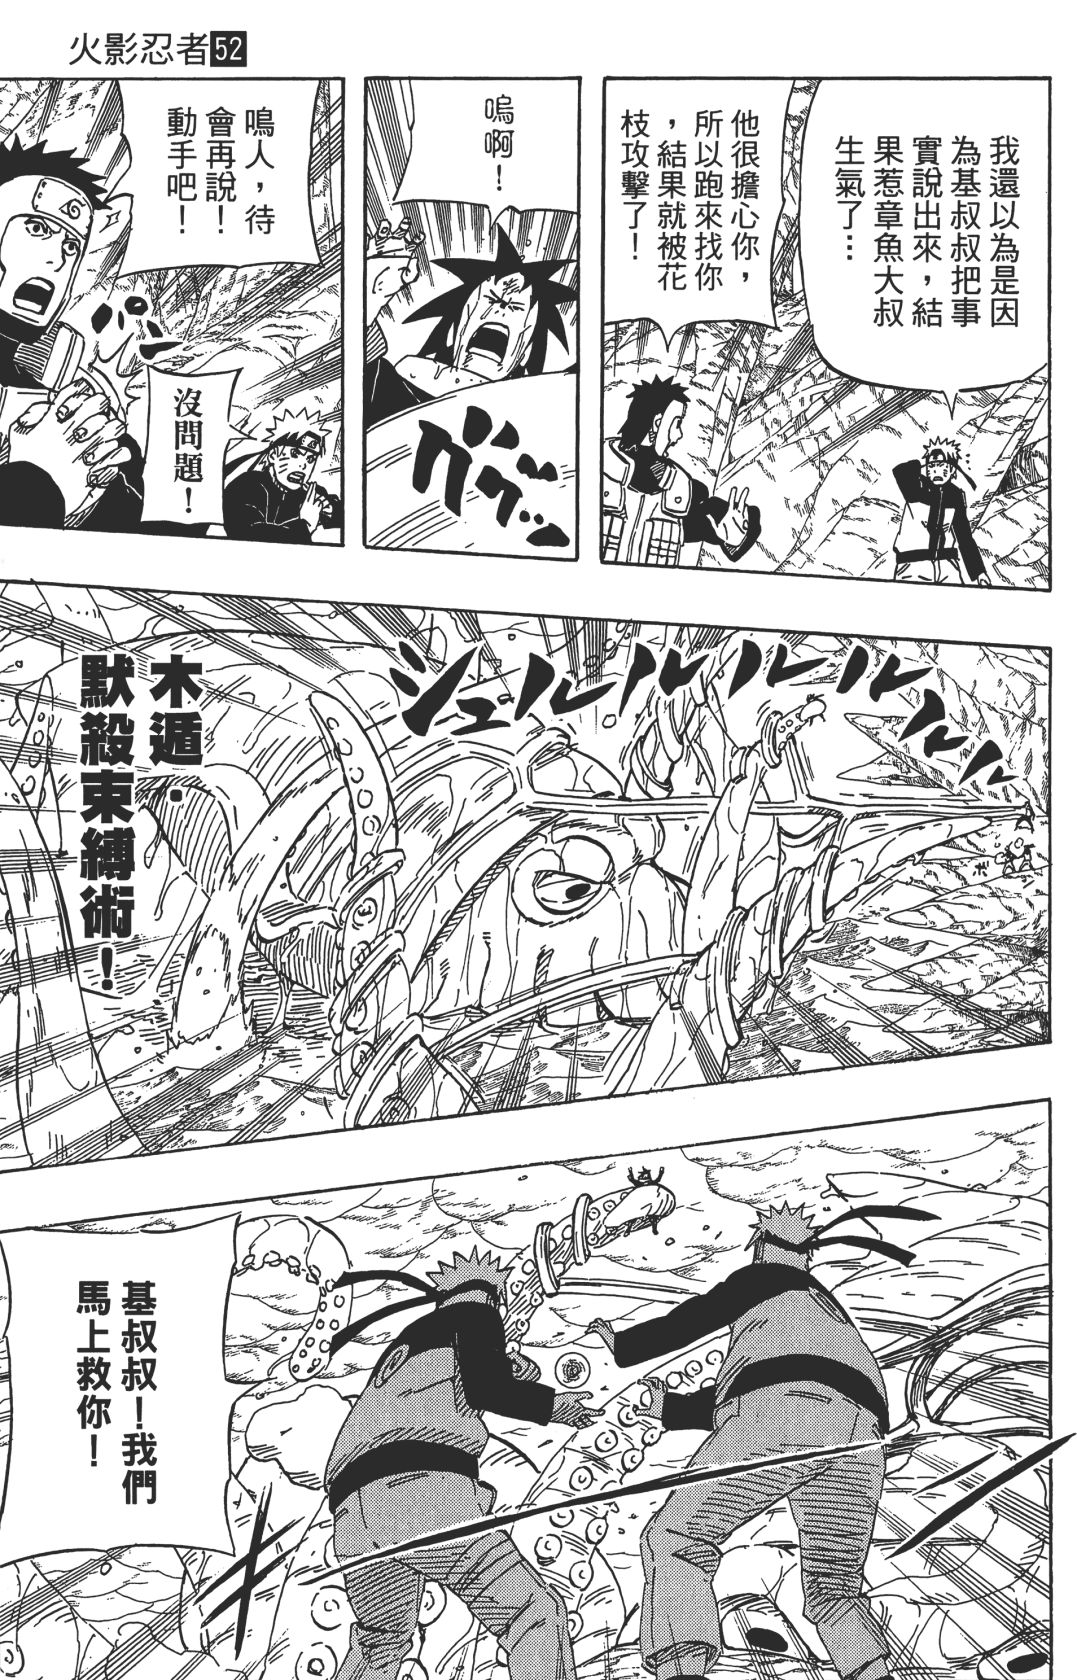 火影忍者52
我還以為是因
為基叔叔把事
實說出來，結
果惹章魚大叔
生氣了…
他很擔心你，
所以跑來找你
，結果就被花
枝攻擊了！
嗚啊！
ググッ…
鳴人，待
會再說！
動手吧！
沒問題！
シュルルルルルル
木遁・
默殺束縛術！
基叔叔！我們
馬上救你！